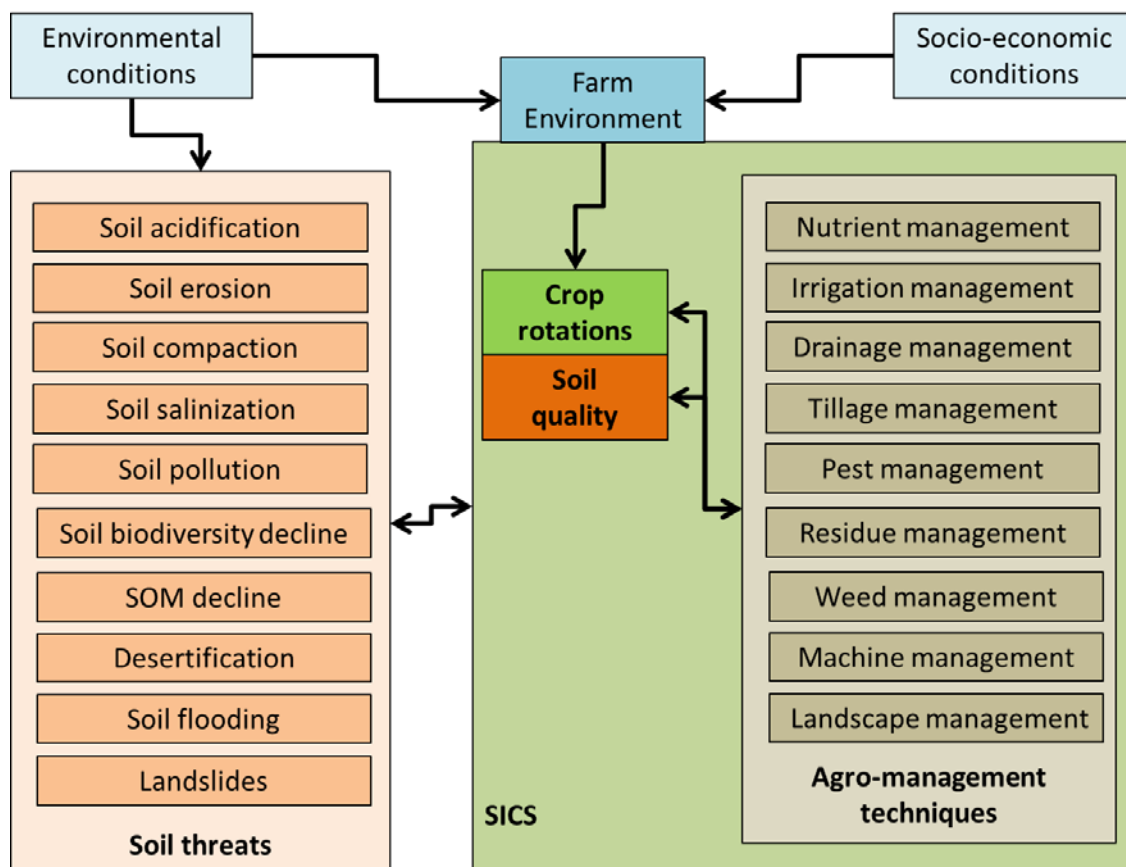 Environmental
conditions
Socio-economic
conditions
Farm
Environment
Soil acidification
Soil erosion
Soil compaction
Soil salinization
Soil pollution
Soil biodiversity decline
SOM decline
Desertification
Soil flooding
Landslides
Soil threats
Crop
rotations
Soil
quality
SICS
Nutrient management
Irrigation management
Drainage management
Tillage management
Pest management
Residue management
Weed management
Machine management
Landscape management
Agro-management
techniques